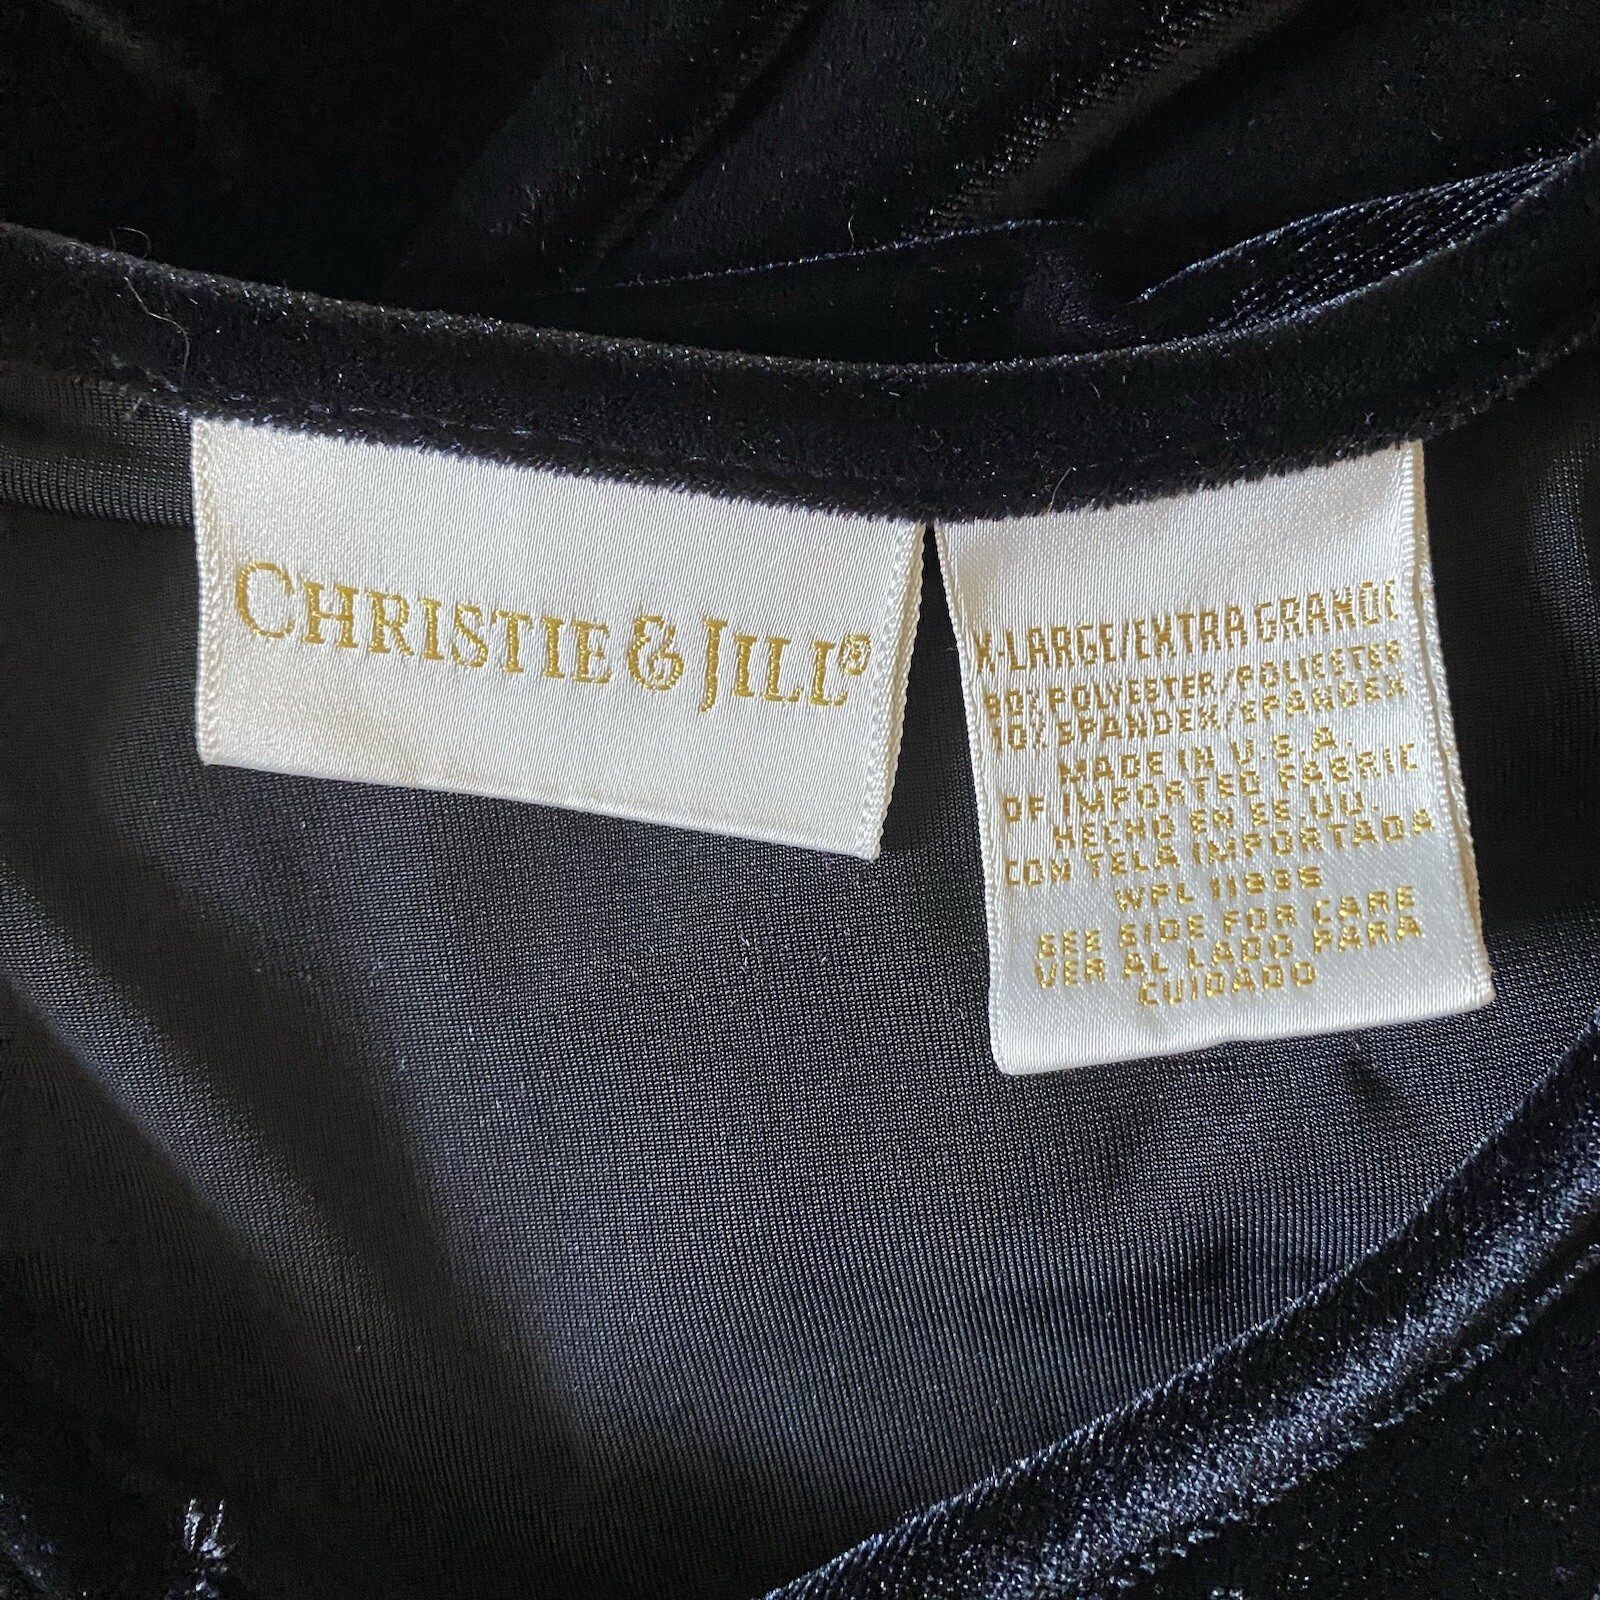 CHRISTIE & JILL®
X-LARGE/EXTRA GRANDE
90% POLYESTER/POLIESTER
10% SPANDEX/SPANDEX
MADE IN U.S.A.
OF IMPORTED FABRIC
HECHO EN EE.UU.
CON TELA IMPORTADA
WPL
SEE SIDE FOR CARE
VER AL LADO PARA
CUIDADO